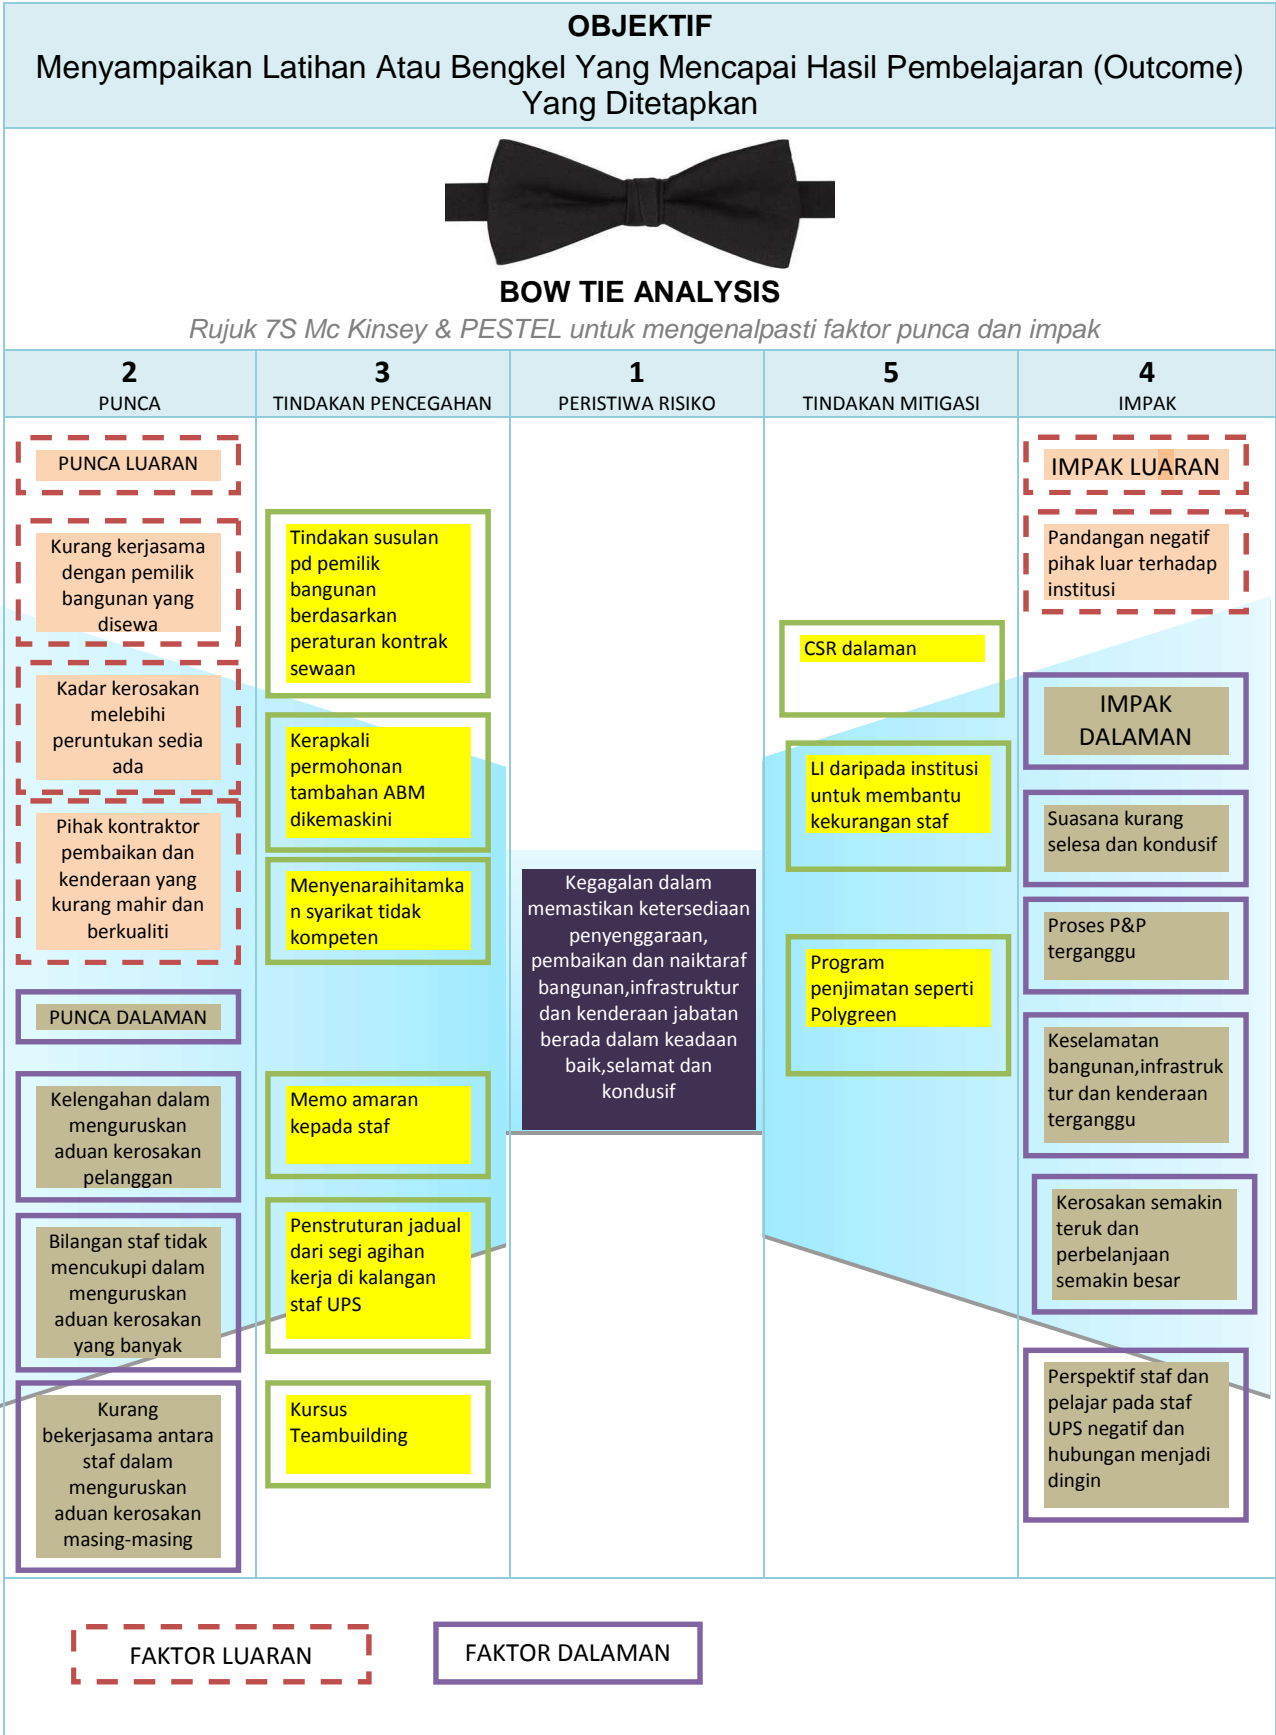 OBJEKTIF
Menyampaikan Latihan Atau Bengkel Yang Mencapai Hasil Pembelajaran (Outcome)
Yang Ditetapkan
BOW TIE ANALYSIS
Rujuk 7S Mc Kinsey & PESTEL untuk mengenalpasti faktor punca dan impak
2
PUNCA
3
TINDAKAN PENCEGAHAN
1
PERISTIWA RISIKO
5
TINDAKAN MITIGASI
4
IMPAK
PUNCA LUARAN
Kurang kerjasama
dengan pemilik
bangunan yang
disewa
Kadar kerosakan
melebihi
peruntukan sedia
ada
Pihak kontraktor
pembaikan dan
kenderaan yang
kurang mahir dan
berkualiti
PUNCA DALAMAN
Kelengahan dalam
menguruskan
aduan kerosakan
pelanggan
Bilangan staf tidak
mencukupi dalam
menguruskan
aduan kerosakan
yang banyak
Kurang
bekerjasama antara
staf dalam
menguruskan
aduan kerosakan
masing-masing
Tindakan susulan
pd pemilik
bangunan
berdasarkan
peraturan kontrak
sewaan
Kerapkali
permohonan
tambahan ABM
dikemaskini
Menyenaraihitamka
n syarikat tidak
kompeten
Memo amaran
kepada staf
Penstruturan jadual
dari segi agihan
kerja di kalangan
staf UPS
Kursus
Teambuilding
Kegagalan dalam
memastikan ketersediaan
penyenggaraan,
pembaikan dan naiktaraf
bangunan,infrastruktur
dan kenderaan jabatan
berada dalam keadaan
baik,selamat dan
kondusif
CSR dalaman
LI daripada institusi
untuk membantu
kekurangan staf
Program
penjimatan seperti
Polygreen
IMPAK LUARAN
Pandangan negatif
pihak luar terhadap
institusi
IMPAK
DALAMAN
Suasana kurang
selesa dan kondusif
Proses P&P
terganggu
Keselamatan
bangunan,infrastruk
tur dan kenderaan
terganggu
Kerosakan semakin
teruk dan
perbelanjaan
semakin besar
Perspektif staf dan
pelajar pada staf
UPS negatif dan
hubungan menjadi
dingin
FAKTOR LUARAN
FAKTOR DALAMAN